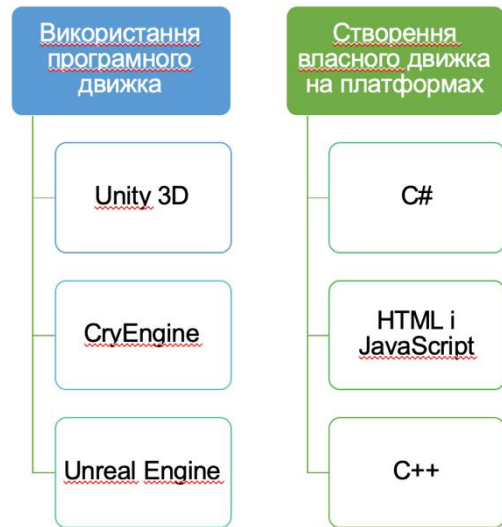 Використання
програмного
движка
Unity 3D
CryEngine
Unreal Engine
Створення
власного движка
на платформах
C#
HTML і
JavaScript
C++